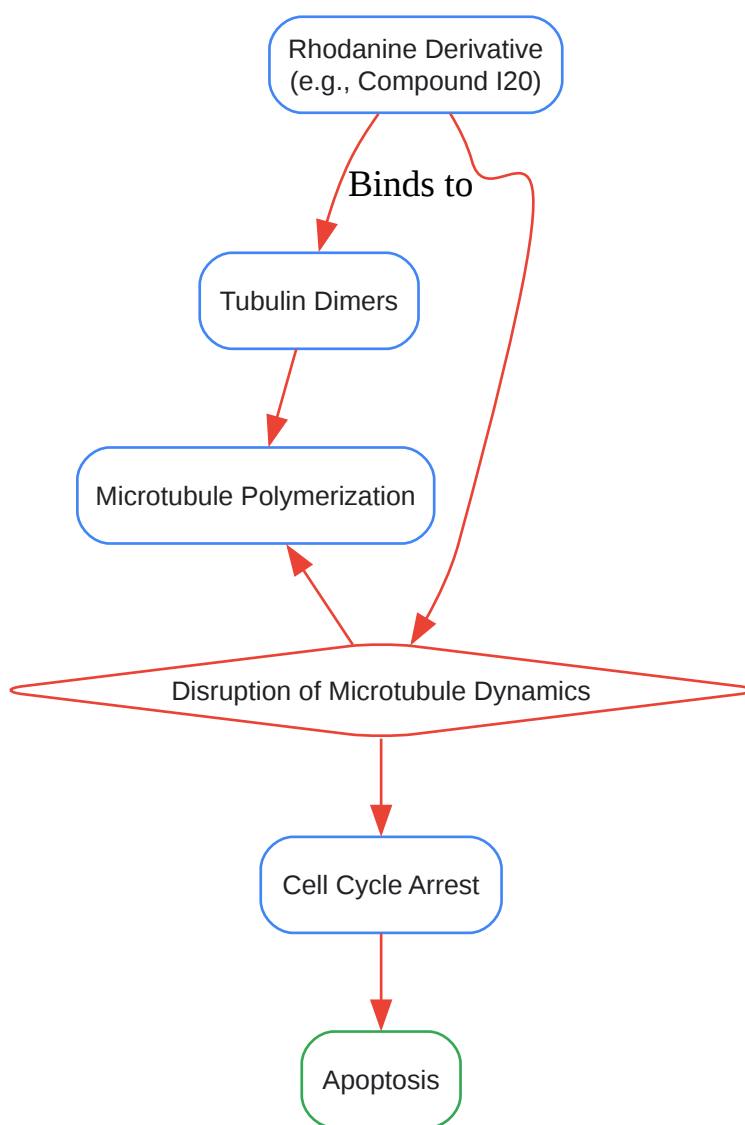 Rhodanine Derivative
(e.g., Compound I20)
Binds to
Tubulin Dimers
Microtubule Polymerization
Disruption of Microtubule Dynamics
Cell Cycle Arrest
Apoptosis